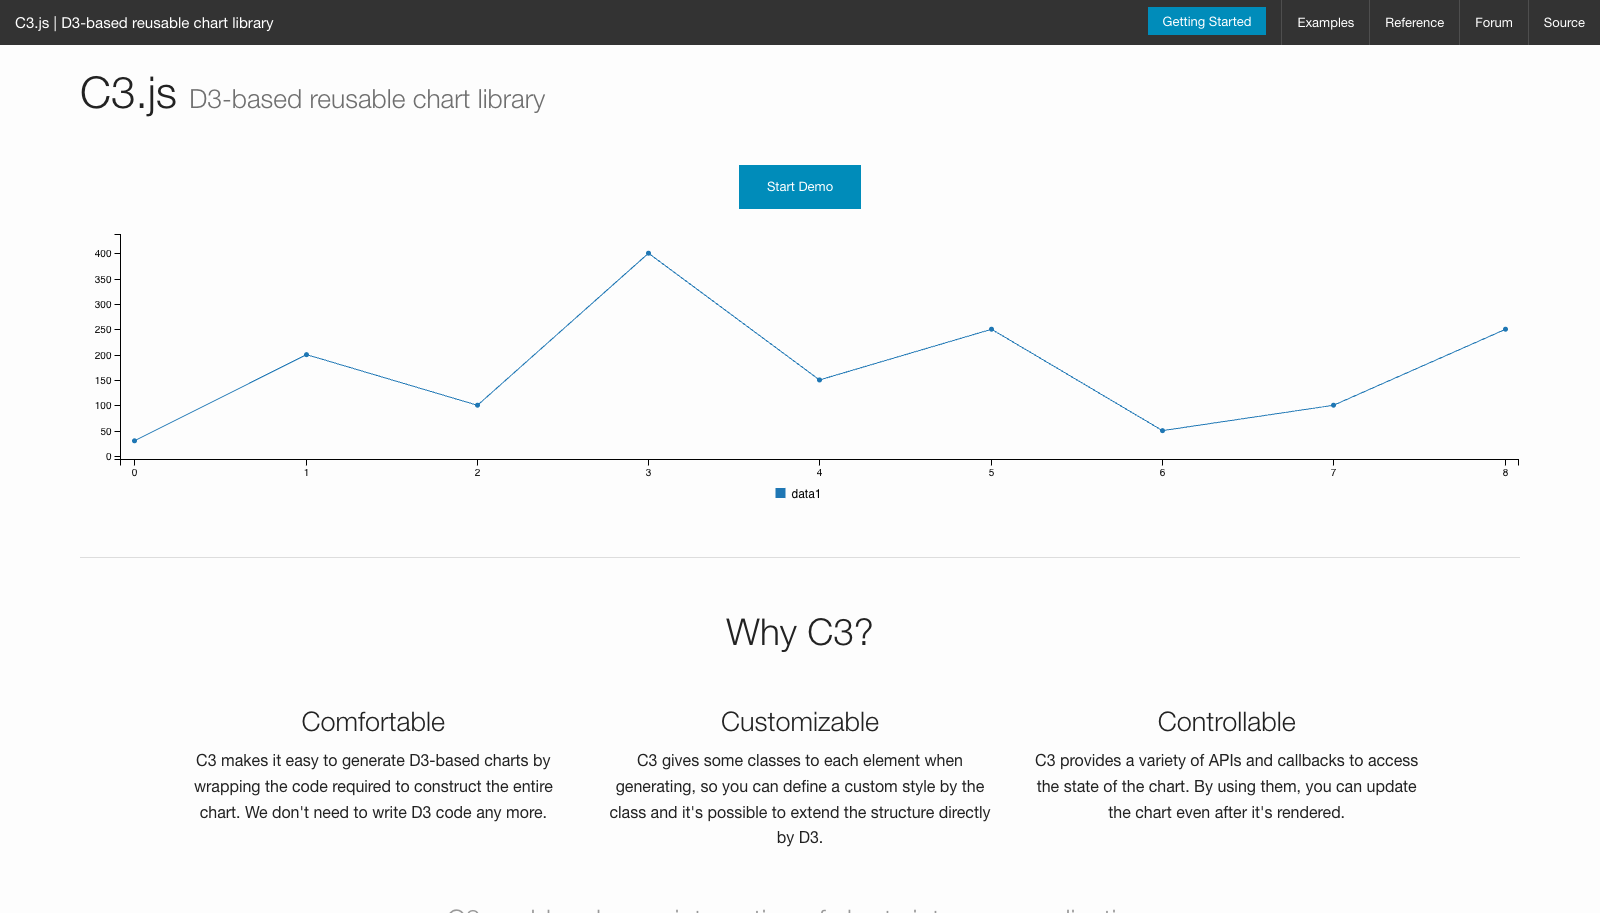 C3.js | D3-based reusable chart library
Getting Started
Examples
Reference
Forum
Source
C3.js D3-based reusable chart library
Start Demo
400
350
300
250
200
150
100
50
0
0 1 2 3 4 5 6 7 8
data1
Why C3?
Comfortable
C3 makes it easy to generate D3-based charts by
wrapping the code required to construct the entire
chart. We don't need to write D3 code any more.
Customizable
C3 gives some classes to each element when
generating, so you can define a custom style by the
class and it's possible to extend the structure directly
by D3.
Controllable
C3 provides a variety of APIs and callbacks to access
the state of the chart. By using them, you can update
the chart even after it's rendered.